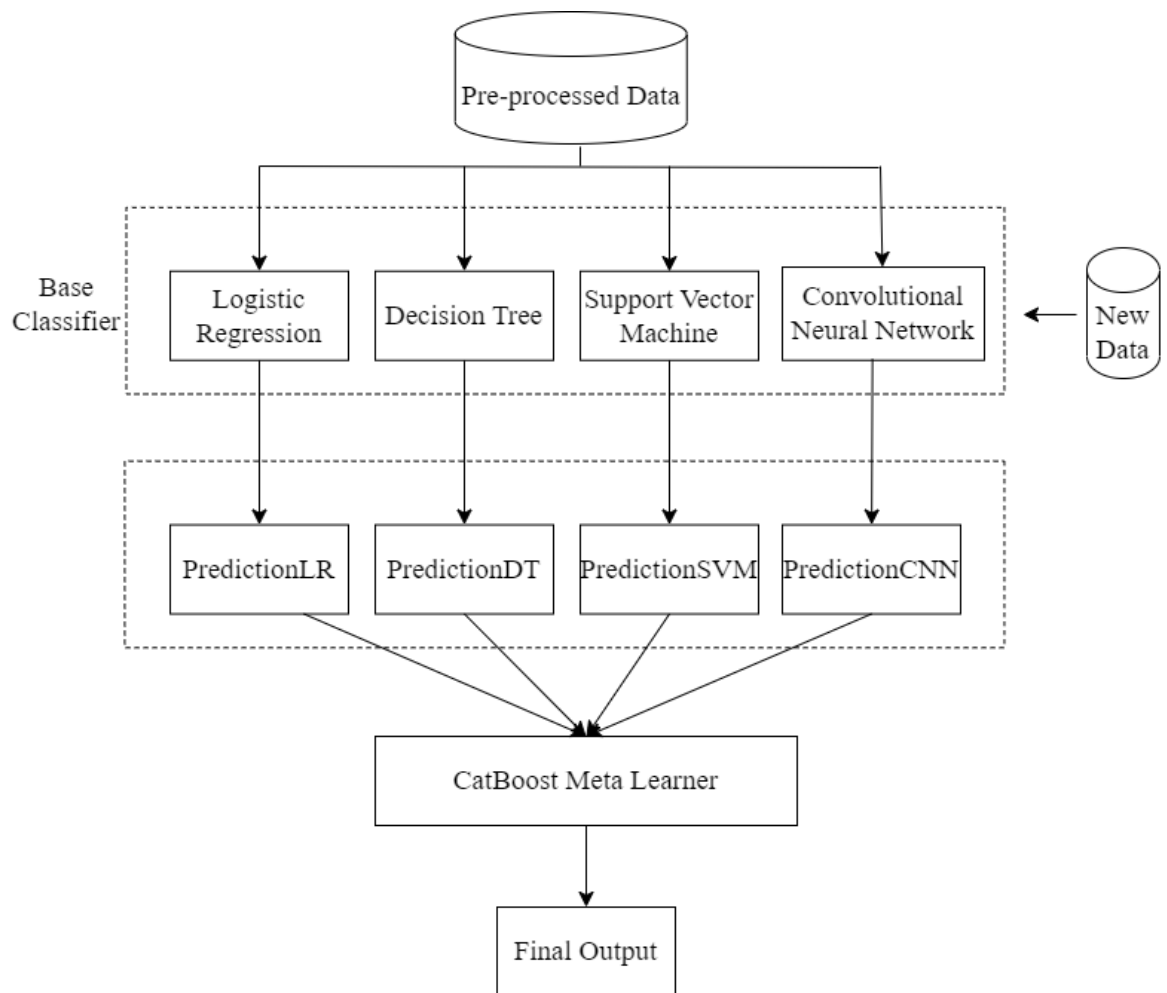 Pre-processed Data
Base
Classifier
Logistic
Regression
Decision Tree
Support Vector
Machine
Convolutional
Neural Network
New
Data
PredictionLR
PredictionDT
PredictionSVM
PredictionCNN
CatBoost Meta Learner
Final Output